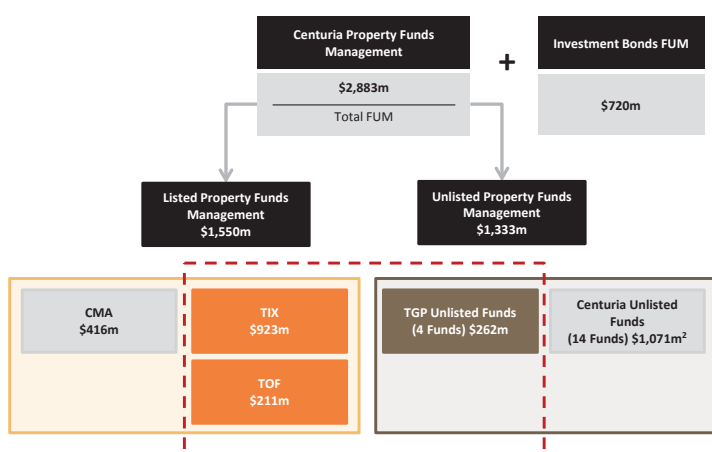 Centuria Property Funds
Management
Investment Bonds FUM
+
$2,883m
Total FUM
$720m
Listed Property Funds
Management
$1,550m
Unlisted Property Funds
Management
$1,333m
CMA
$416m
TIX
$923m
TOF
$211m
TGP Unlisted Funds
(4 Funds) $262m
Centuria Unlisted
Funds
(14 Funds) $1,071m²